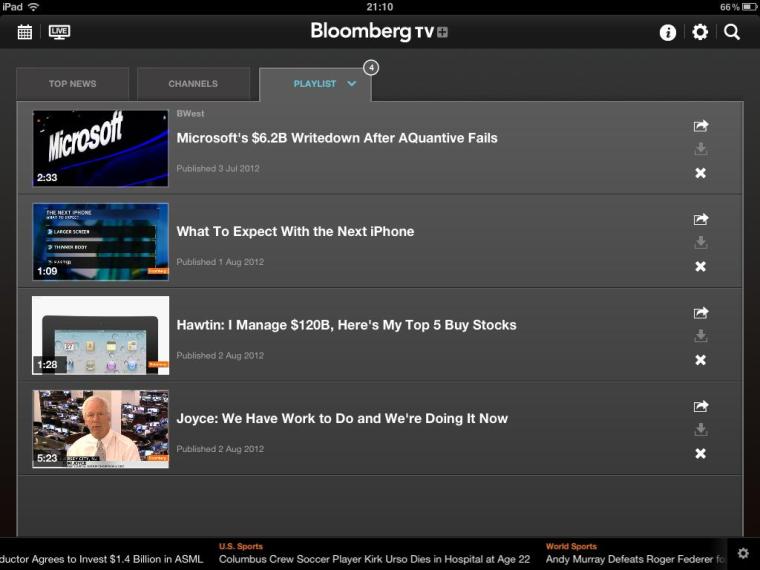 iPad 21:10 66%
LIVE Bloomberg TV+
4
TOP NEWS CHANNELS PLAYLIST
BWest
Microsoft
Microsoft's $6.2B Writedown After AQuantive Fails
2:33
Published 3 Jul 2012
THE NEXT IPHONE
WHAT TO EXPECT
LARGER SCREEN
What To Expect With the Next iPhone
THINNER BODY
1:09
Published 1 Aug 2012
Hawtin: I Manage $120B, Here's My Top 5 Buy Stocks
1:28
Published 2 Aug 2012
Joyce: We Have Work to Do and We're Doing It Now
5:23
Published 2 Aug 2012
U.S. Sports World Sports
ductor Agrees to Invest $1.4 Billion in ASML Columbus Crew Soccer Player Kirk Urso Dies in Hospital at Age 22 Andy Murray Defeats Roger Federer fo